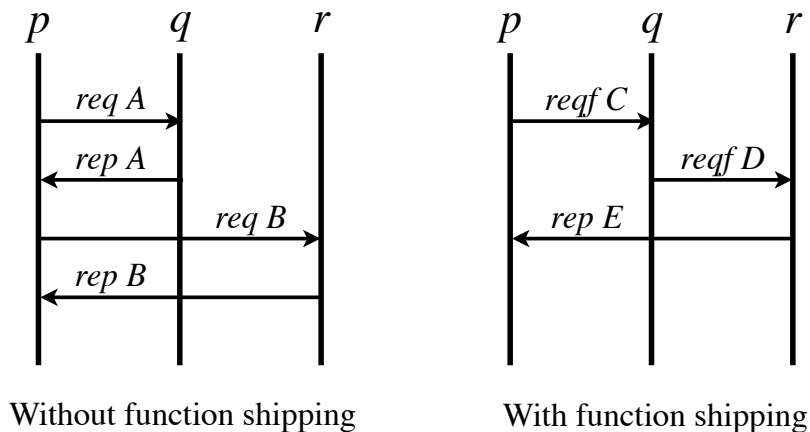 p q r
req A
rep A
req B
rep B
Without function shipping
p q r
reqf C
reqf D
rep E
With function shipping